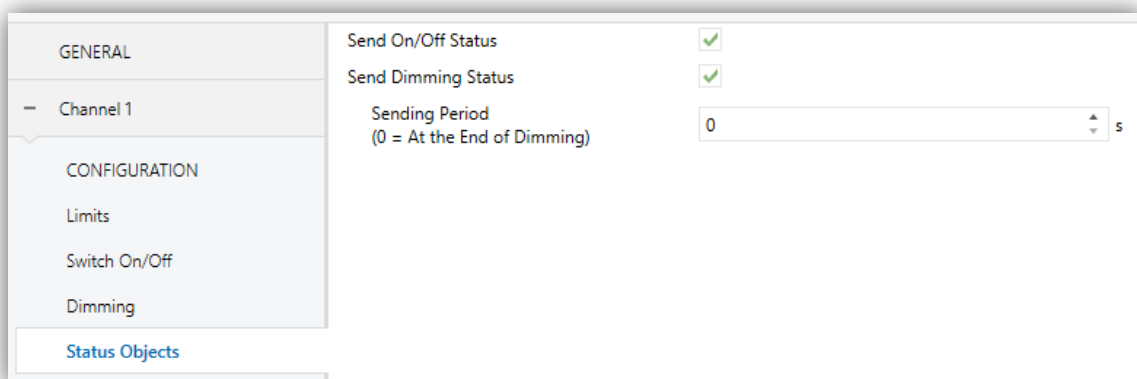 GENERAL
– Channel 1
CONFIGURATION
Limits
Switch On/Off
Dimming
Status Objects
Send On/Off Status
Send Dimming Status
Sending Period
(0 = At the End of Dimming)
0 s